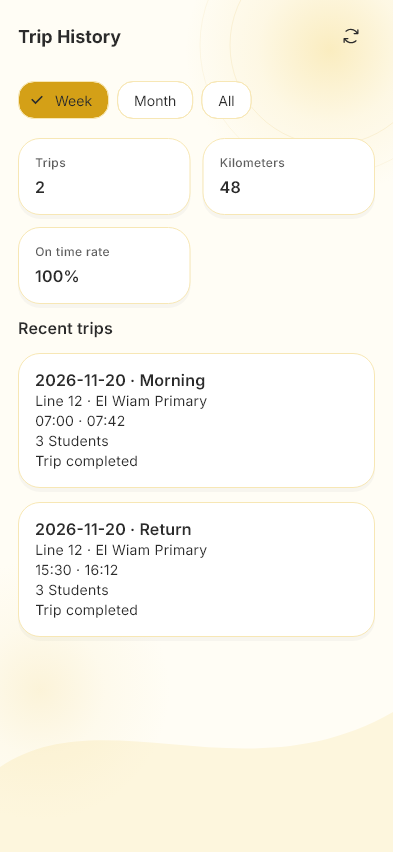 Trip History
Week
Month
All
Trips
2
Kilometers
48
On time rate
100%
Recent trips
2026-11-20 · Morning
Line 12 · El Wiam Primary
07:00 · 07:42
3 Students
Trip completed
2026-11-20 · Return
Line 12 · El Wiam Primary
15:30 · 16:12
3 Students
Trip completed